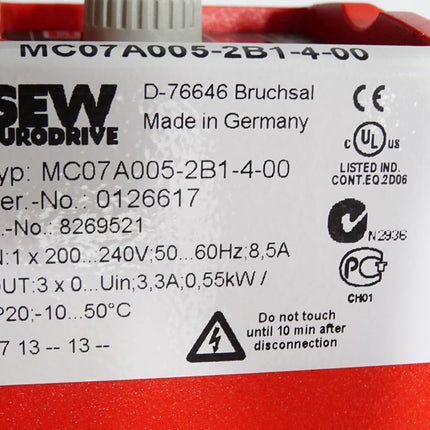 MC07A005-2B1-4-00
SEW
EURODRIVE
D-76646 Bruchsal
Made in Germany
CE
yp: MC07A005-2B1-4-00
er.-No.: 0126617
.-No.: 8269521
N:1 x 200...240V;50...60Hz;8,5A
OUT:3 x 0...Uin;3,3A;0,55kW /
P20;-10...50°C
7 13 -- 13 --
c UL US
LISTED IND.
CONT.EQ.2D06
N2936
PC
CH01
Do not touch
until 10 min after
disconnection